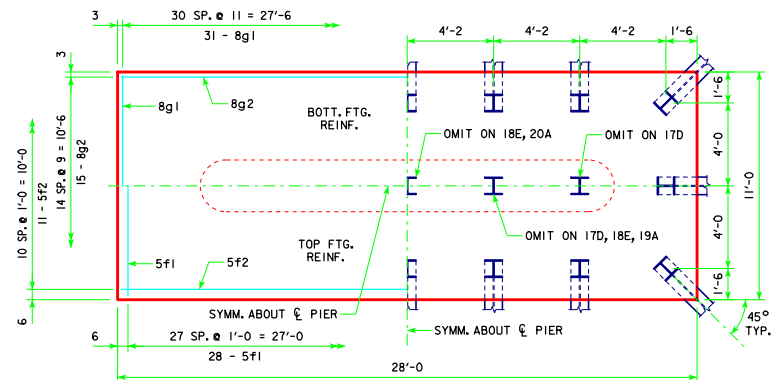 30 SP. @ 11 = 27'-6
31 - 8g1
3
4'-2
4'-2
4'-2
1'-6
3
8g1
8g2
BOTT. FTG.
REINF.
OMIT ON 18E, 20A
OMIT ON 17D
1'-6
4'-0
11'-0
4'-0
1'-6
10 SP. @ 1'-0 = 10'-0
11 - 5f2
14 SP. @ 9 = 10'-6
15 - 8g2
OMIT ON 17D, 18E, 19A
TOP FTG.
REINF.
5f1
5f2
6
SYMM. ABOUT ℄ PIER
SYMM. ABOUT ℄ PIER
45°
TYP.
6
27 SP. @ 1'-0 = 27'-0
28 - 5f1
28'-0